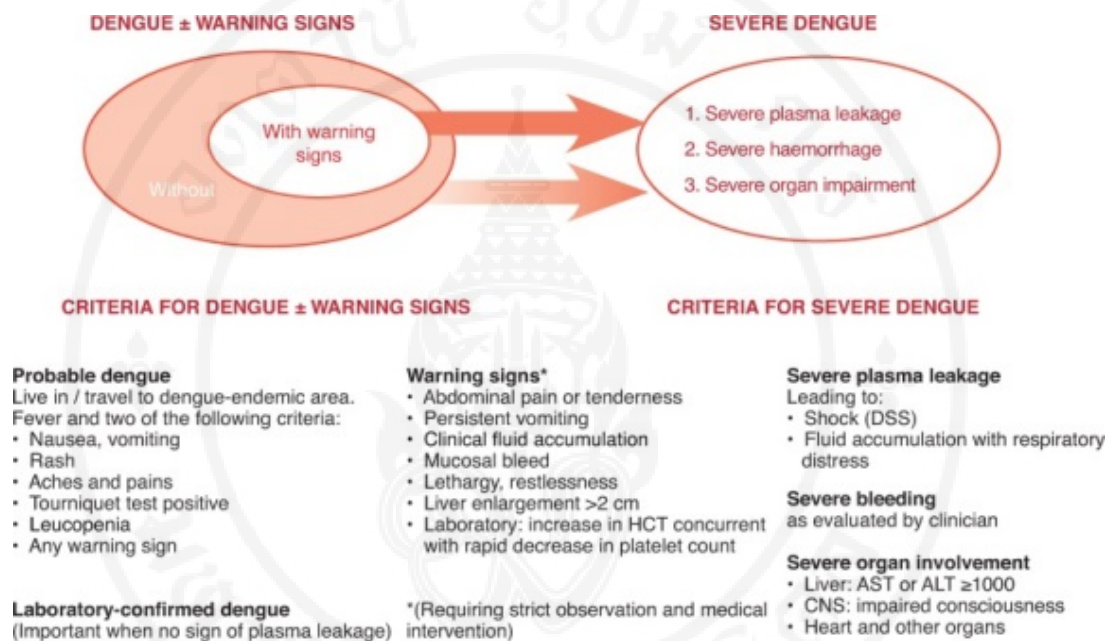 DENGUE ± WARNING SIGNS
SEVERE DENGUE
With warning
signs
Without
1. Severe plasma leakage
2. Severe haemorrhage
3. Severe organ impairment
CRITERIA FOR DENGUE ± WARNING SIGNS
CRITERIA FOR SEVERE DENGUE
Probable dengue
Live in / travel to dengue-endemic area.
Fever and two of the following criteria:
• Nausea, vomiting
• Rash
• Aches and pains
• Tourniquet test positive
• Leucopenia
• Any warning sign
Laboratory-confirmed dengue
(Important when no sign of plasma leakage)
Warning signs*
• Abdominal pain or tenderness
• Persistent vomiting
• Clinical fluid accumulation
• Mucosal bleed
• Lethargy, restlessness
• Liver enlargement >2 cm
• Laboratory: increase in HCT concurrent
with rapid decrease in platelet count
*(Requiring strict observation and medical
intervention)
Severe plasma leakage
Leading to:
• Shock (DSS)
• Fluid accumulation with respiratory
distress
Severe bleeding
as evaluated by clinician
Severe organ involvement
• Liver: AST or ALT ≥1000
• CNS: impaired consciousness
• Heart and other organs